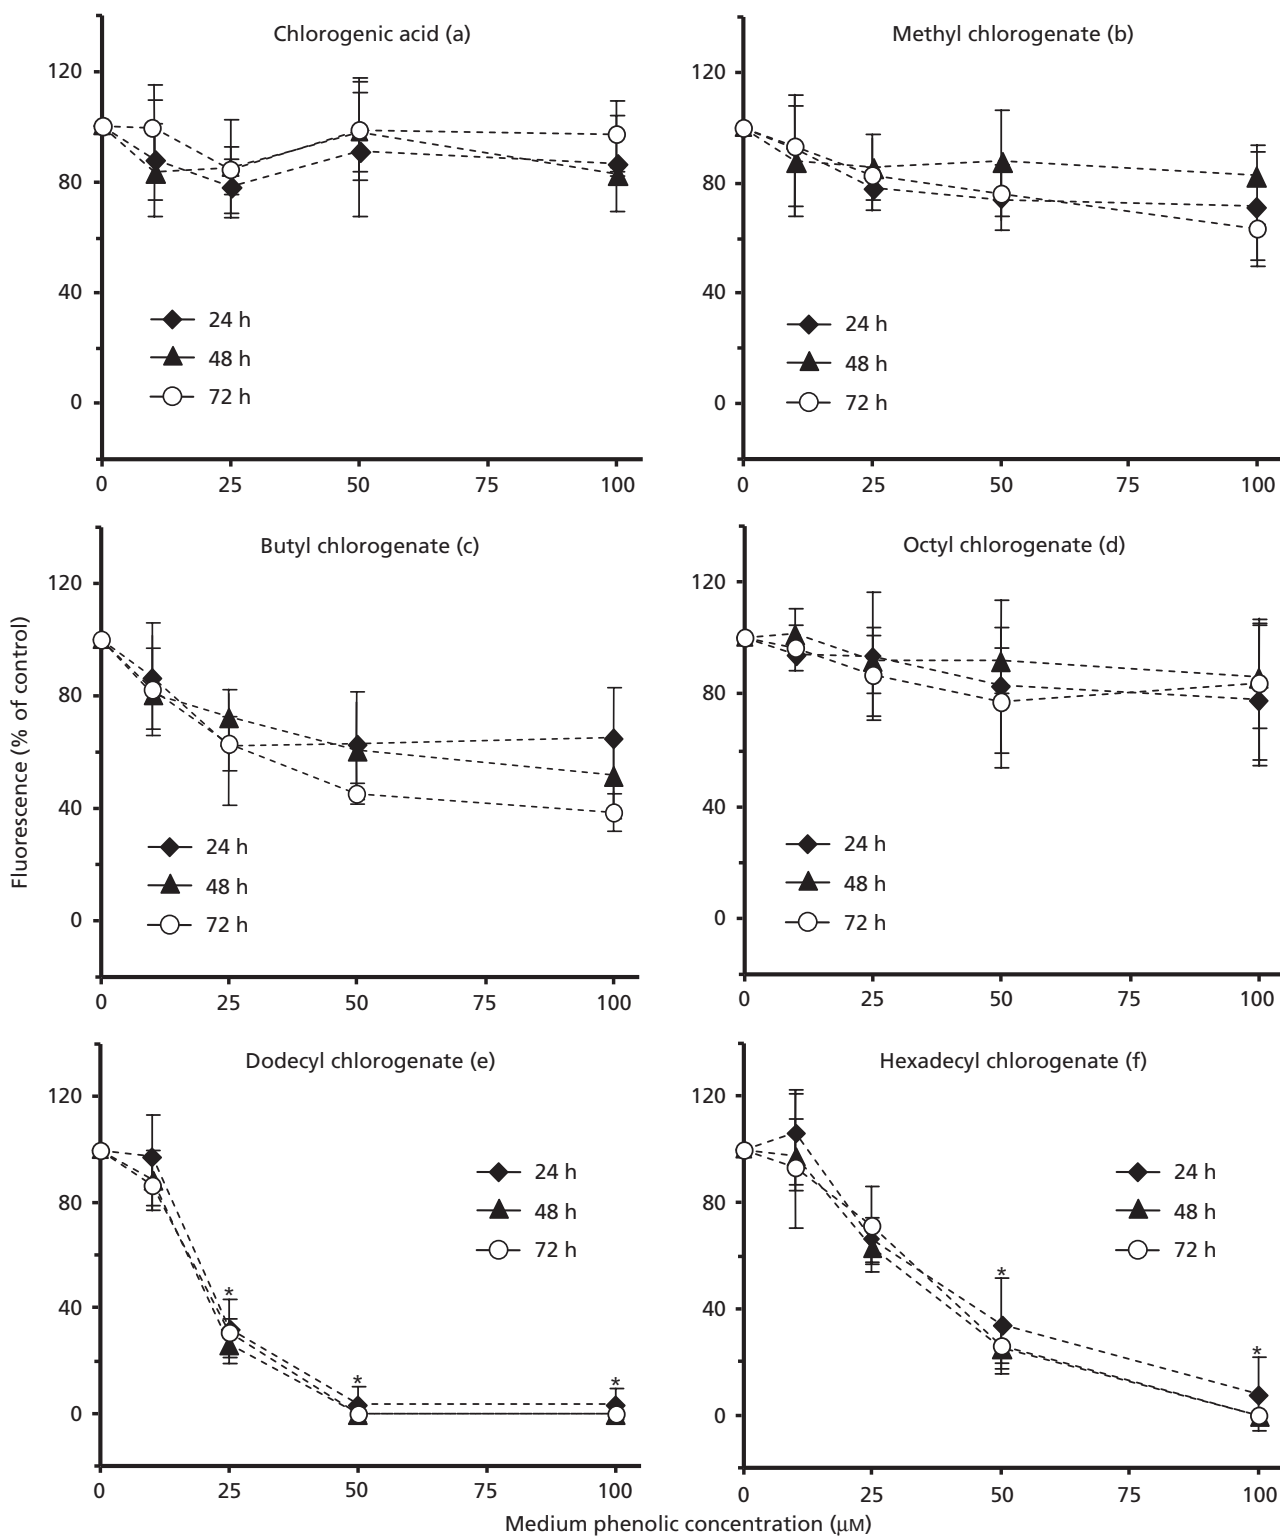 Chlorogenic acid (a)
120
80
40
0
24 h
48 h
72 h
0 25 50 75 100
Methyl chlorogenate (b)
120
80
40
0
24 h
48 h
72 h
0 25 50 75 100
Fluorescence (% of control)
Butyl chlorogenate (c)
120
80
40
0
24 h
48 h
72 h
0 25 50 75 100
Octyl chlorogenate (d)
120
80
40
0
24 h
48 h
72 h
0 25 50 75 100
Dodecyl chlorogenate (e)
120
80
40
0
24 h
48 h
72 h
*
*
*
0 25 50 75 100
Hexadecyl chlorogenate (f)
120
80
40
0
24 h
48 h
72 h
*
*
0 25 50 75 100
Medium phenolic concentration (μM)